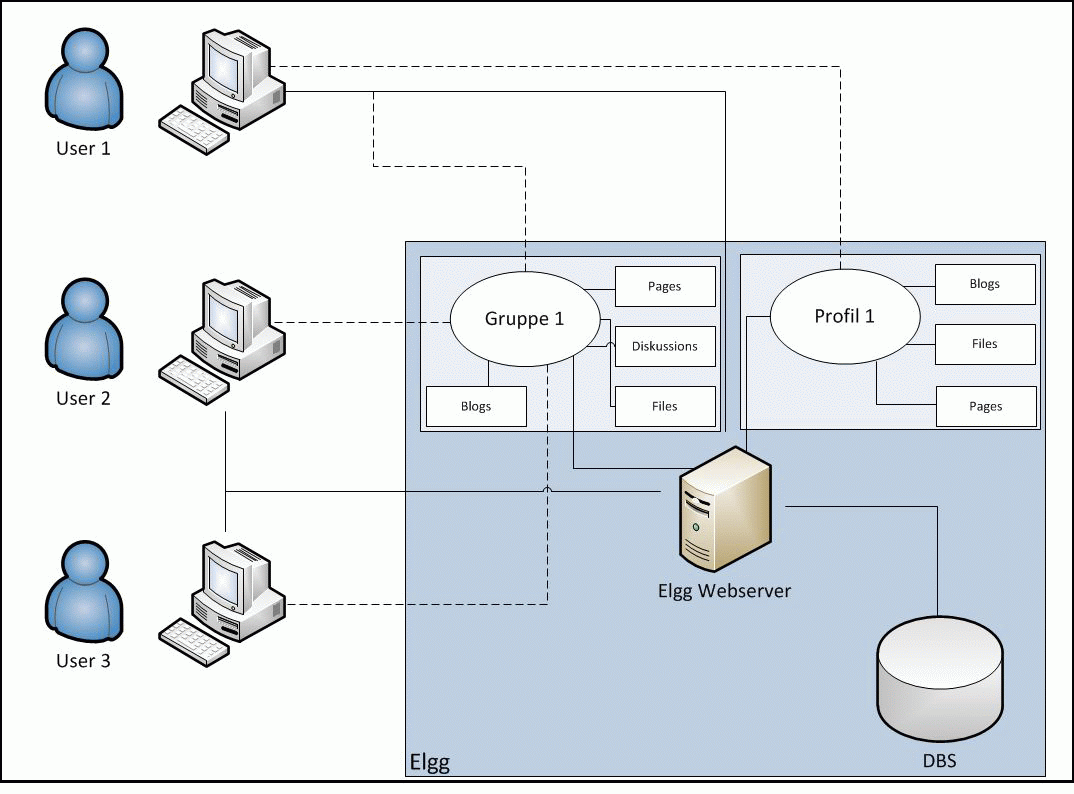 User 1
User 2
User 3
Gruppe 1
Pages
Diskussions
Files
Blogs
Profil 1
Blogs
Files
Pages
Elgg Webserver
DBS
Elgg